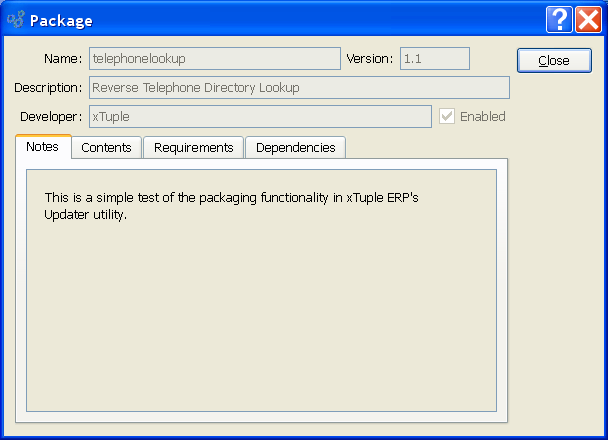 Package
Name: telephonelookup Version: 1.1 Close
Description: Reverse Telephone Directory Lookup
Developer: xTuple Enabled
Notes Contents Requirements Dependencies
This is a simple test of the packaging functionality in xTuple ERP's
Updater utility.